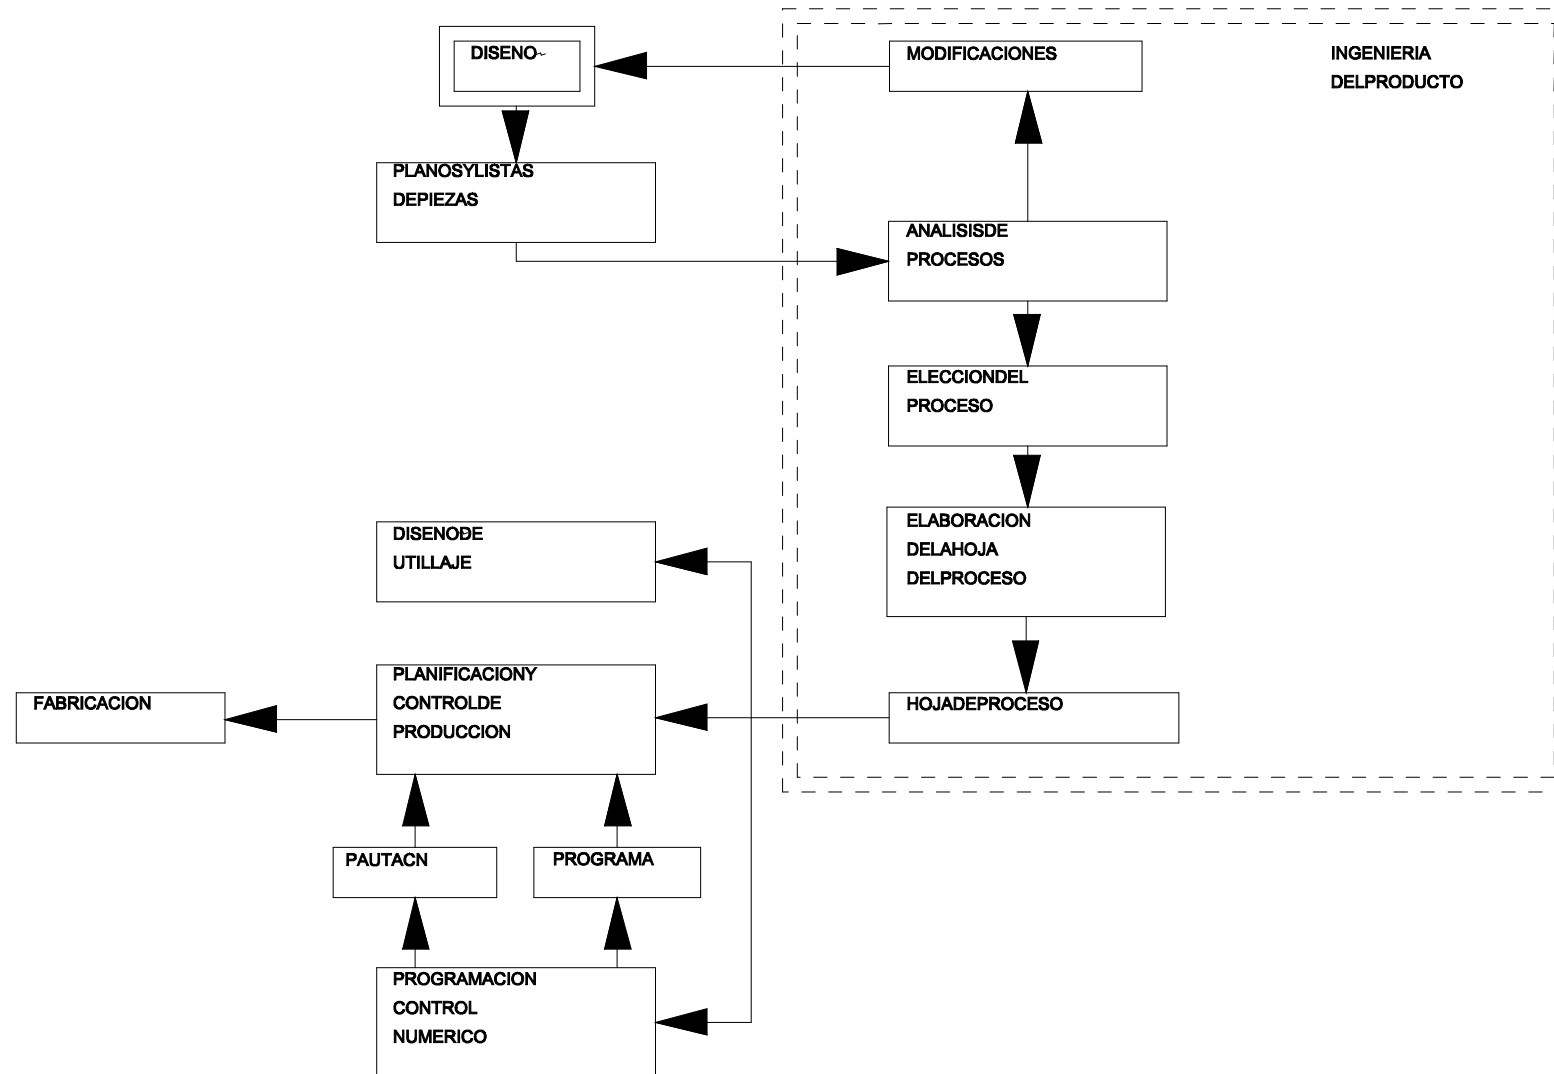 DISENO~
MODIFICACIONES
INGENIERIA
DELPRODUCTO
PLANOSYLISTAS
DEPIEZAS
ANALISISDE
PROCESOS
ELECCIONDEL
PROCESO
ELABORACION
DELAHOJA
DELPROCESO
DISENODE
UTILLAJE
PLANIFICACIONY
CONTROLDE
PRODUCCION
FABRICACION
HOJADEPROCESO
PAUTACN
PROGRAMA
PROGRAMACION
CONTROL
NUMERICO